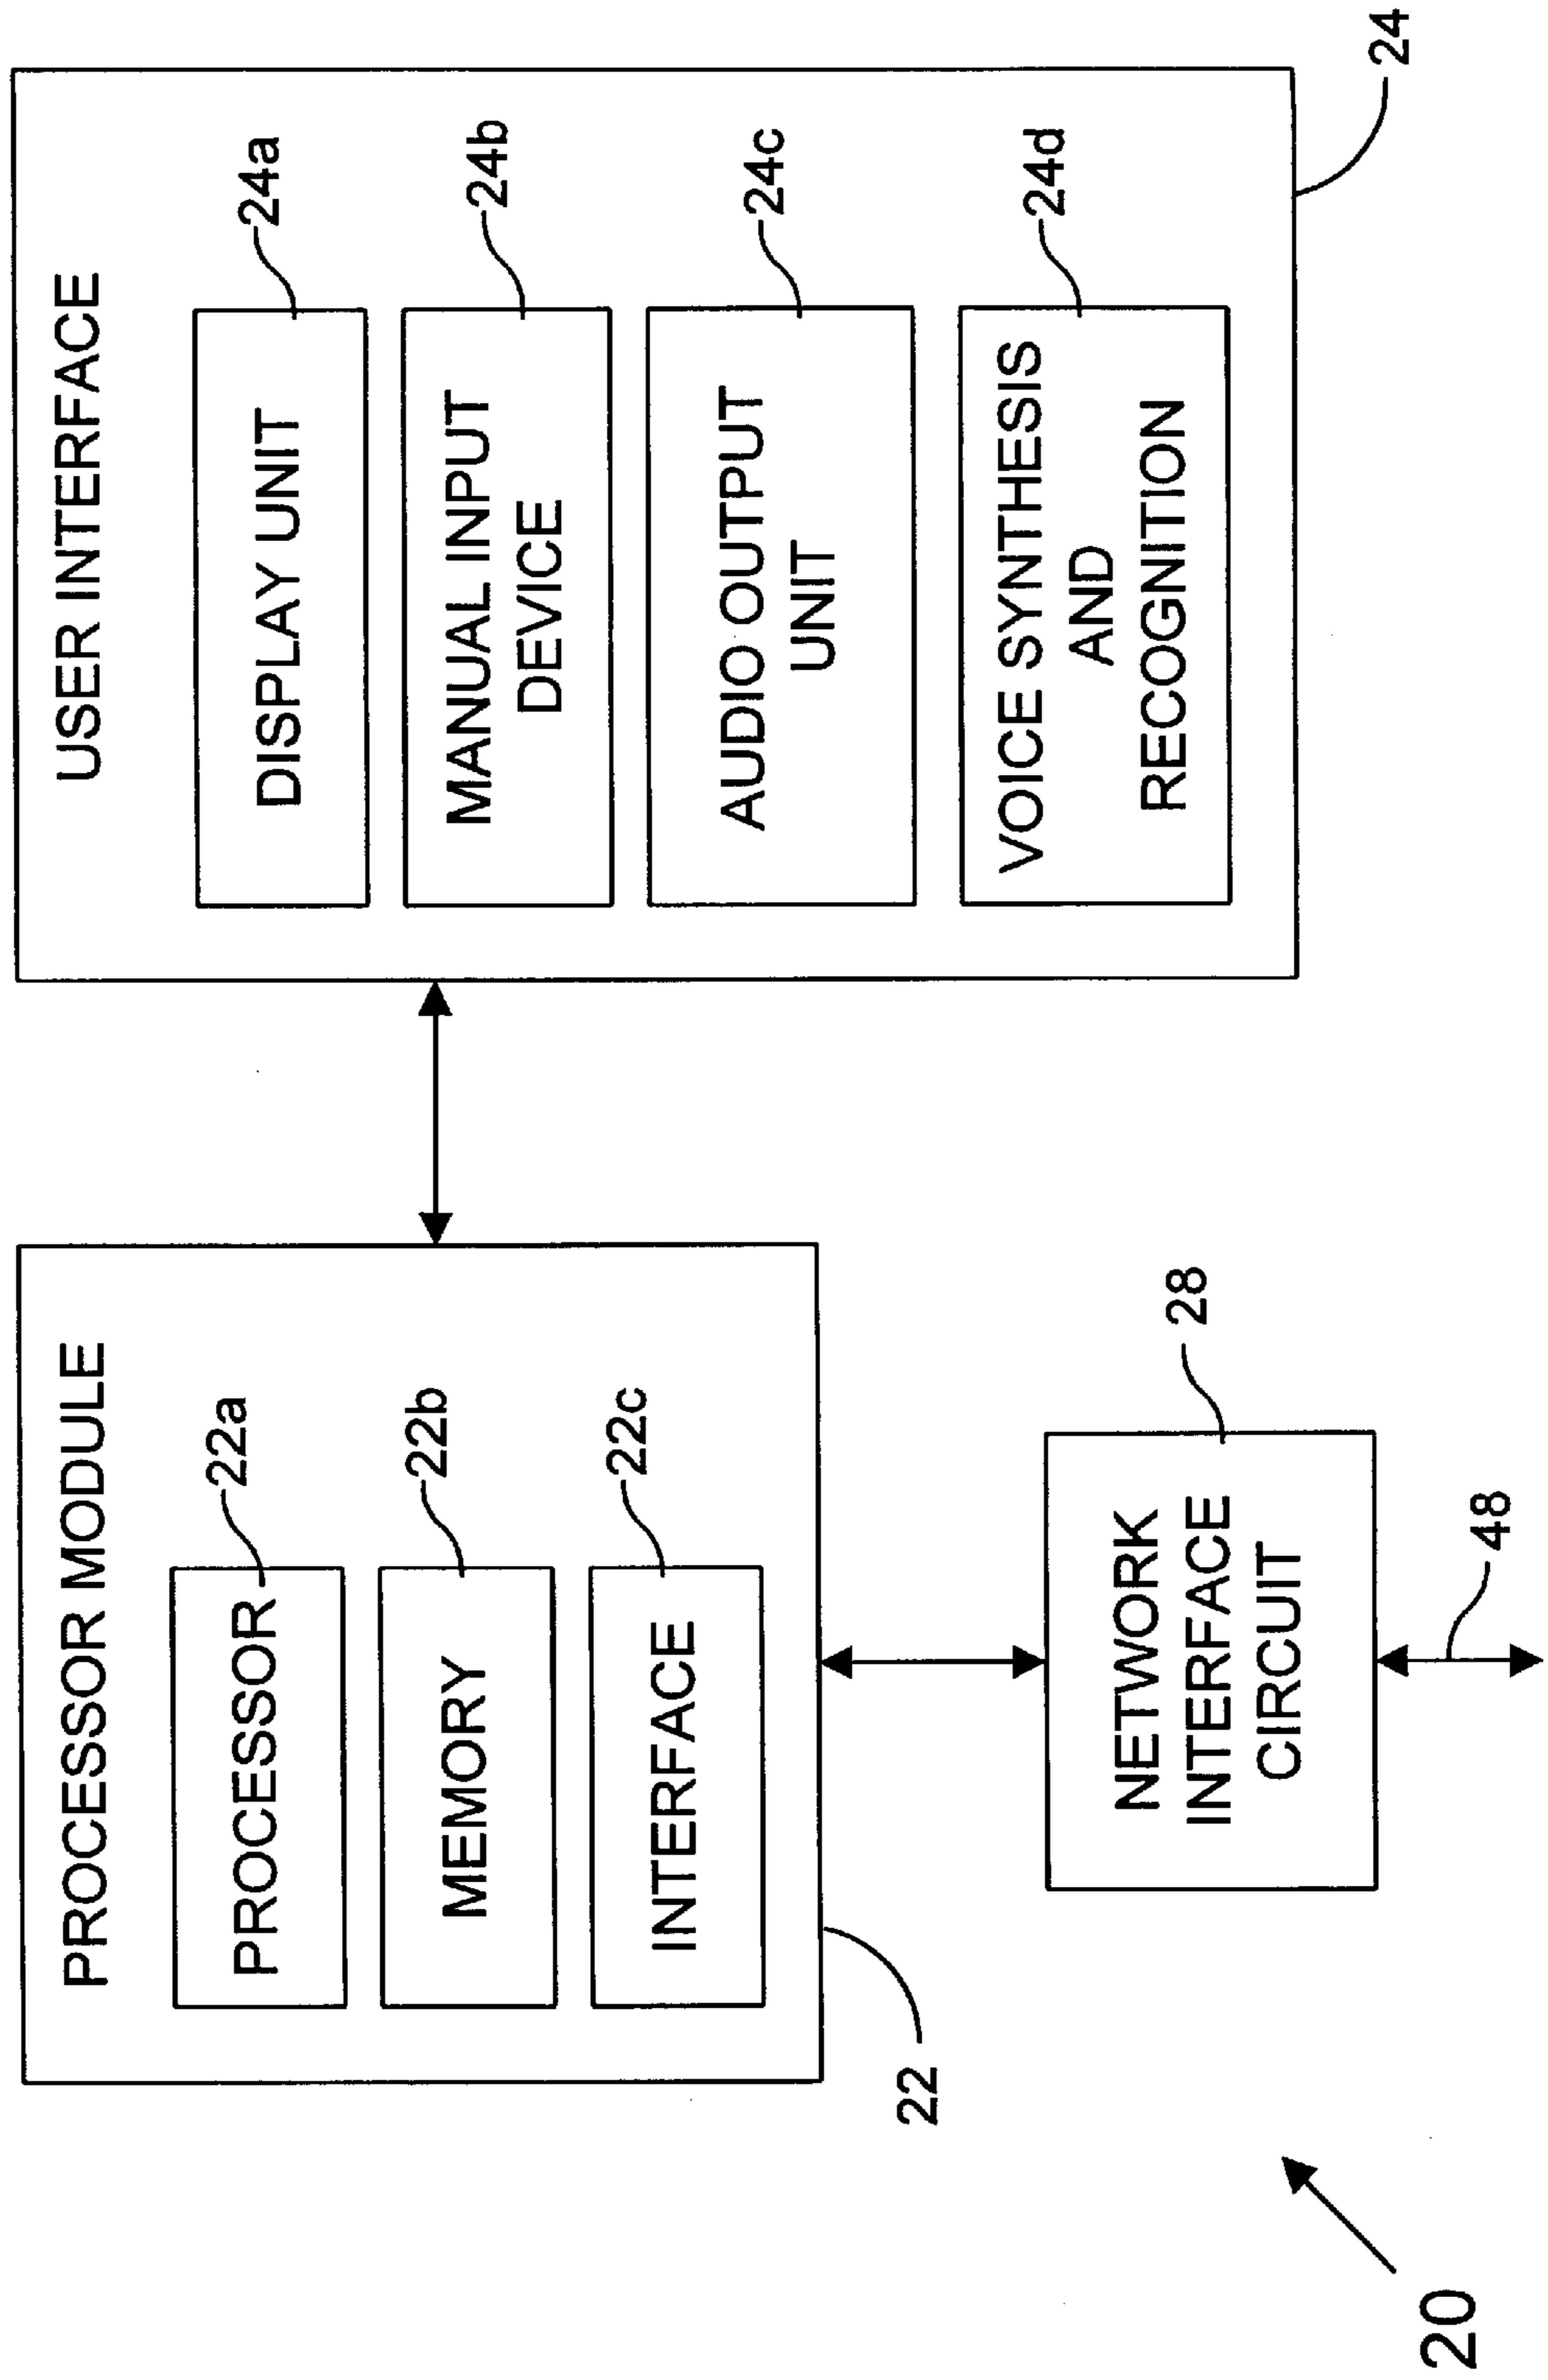 PROCESSOR MODULE
PROCESSOR
22a
MEMORY
22b
INTERFACE
22c
22
USER INTERFACE
DISPLAY UNIT
24a
MANUAL INPUT
DEVICE
24b
AUDIO OUTPUT
UNIT
24c
VOICE SYNTHESIS
AND
RECOGNITION
24d
24
NETWORK
INTERFACE
CIRCUIT
28
48
20